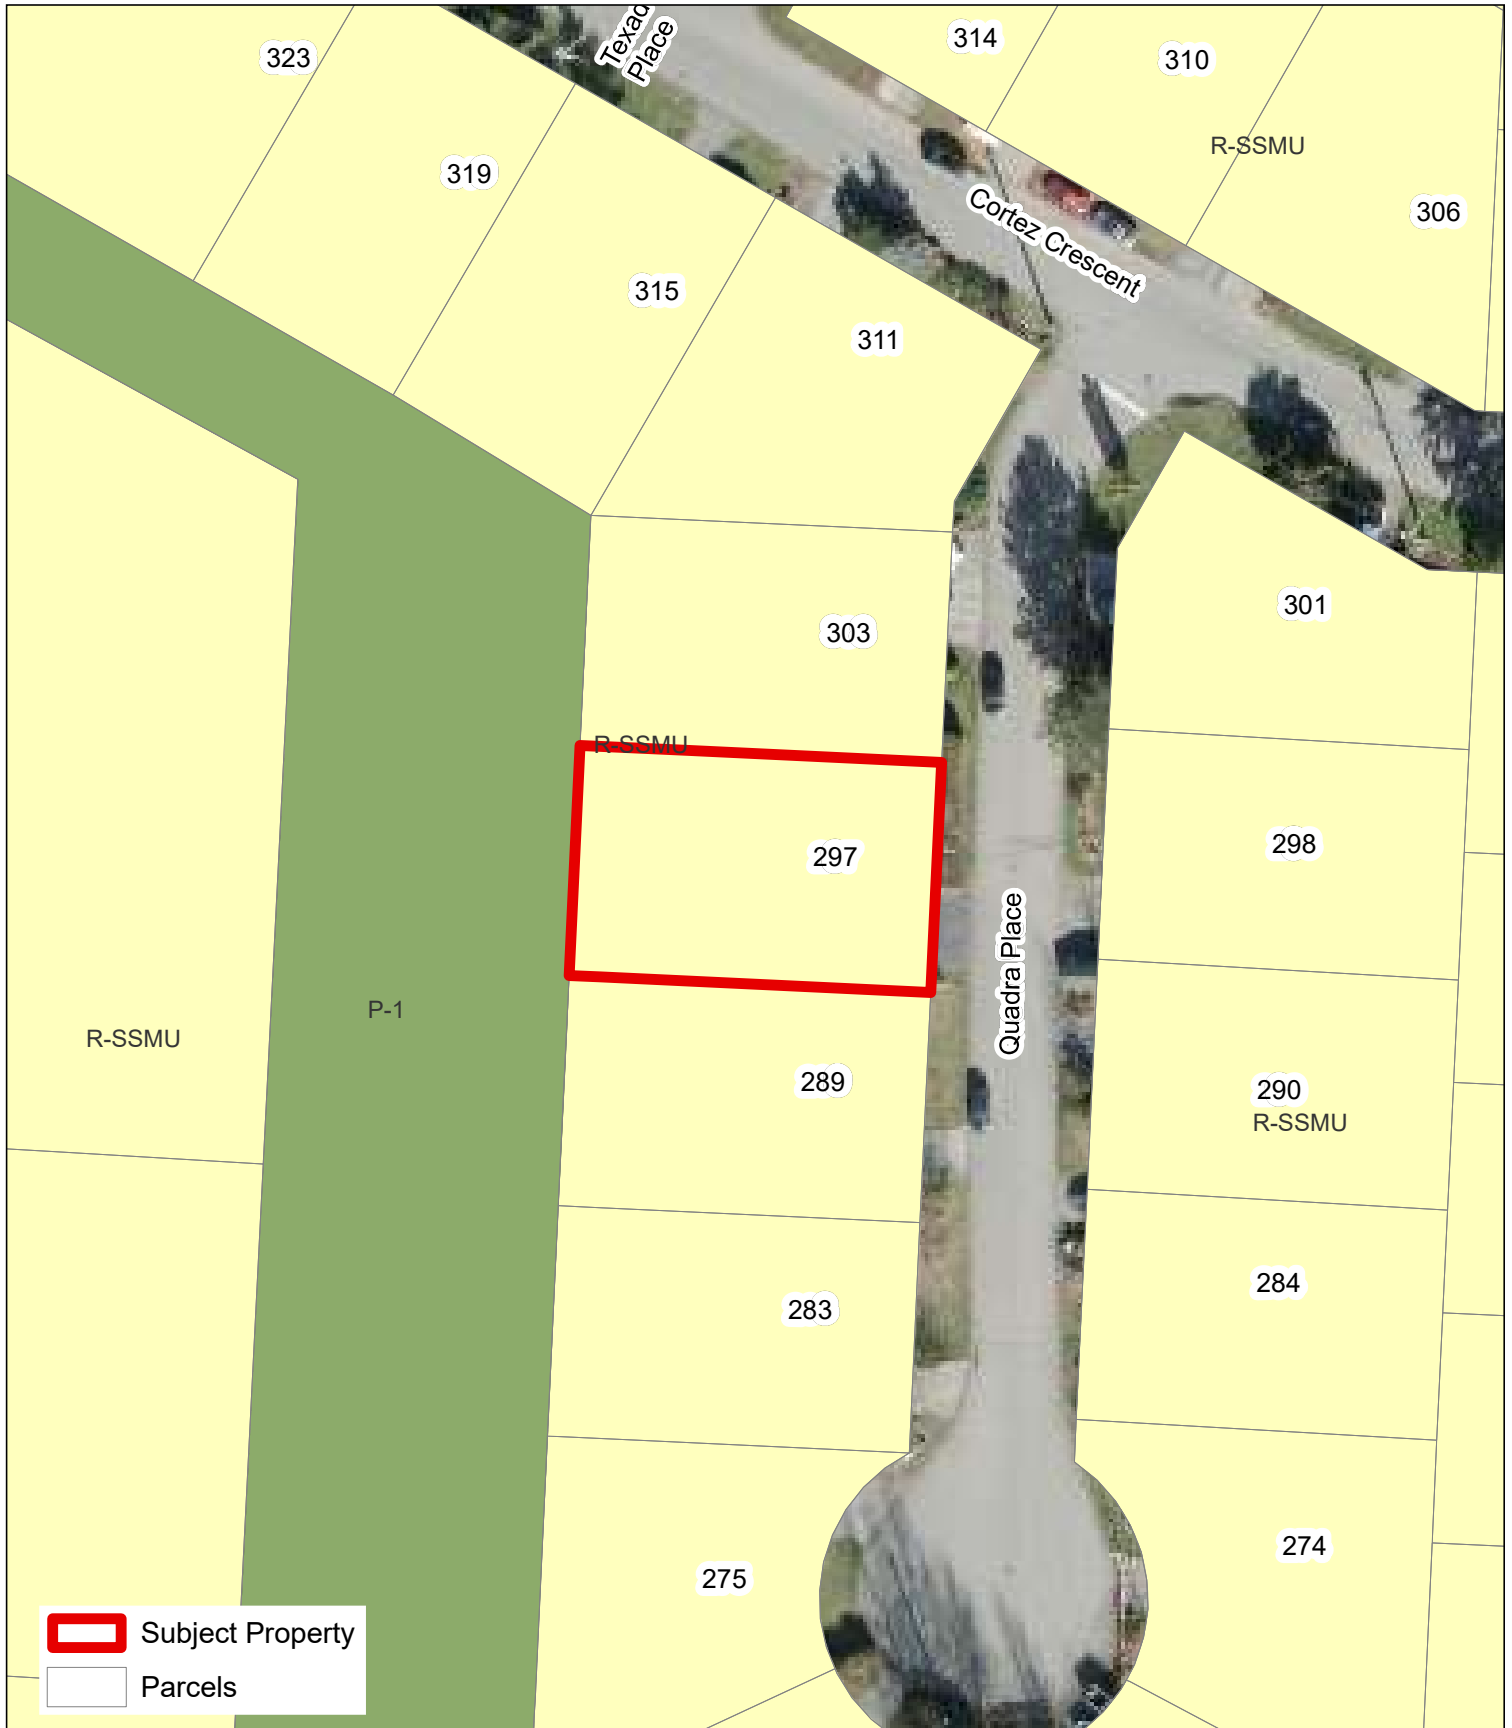 323
Texad
Place
314
310
R-SSMU
319
306
Cortez Crescent
315
311
301
303
R-SSMU
297
298
Quadra Place
P-1
R-SSMU
289
290
R-SSMU
283
284
275
274
Subject Property
Parcels